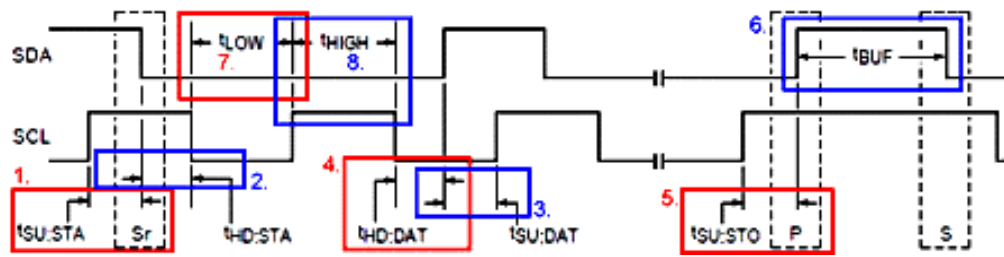 6.
tLOW
tHIGH
SDA
7.
8.
tBUF
SCL
1.
2.
4.
3.
5.
tSU:STA
Sr
tHD:STA
tHD:DAT
tSU:DAT
tSU:STO
P
S